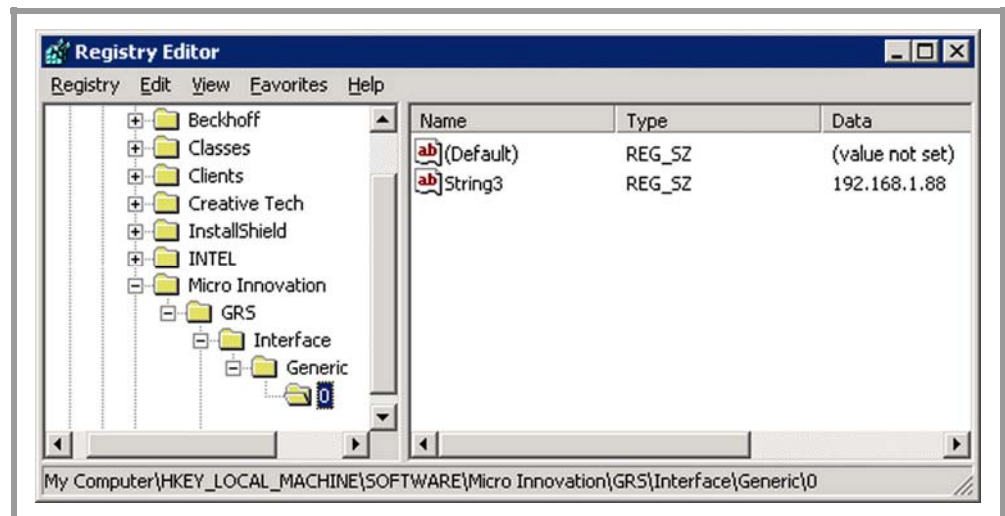 Registry Editor
Registry Edit View Favorites Help
Beckhoff
Classes
Clients
Creative Tech
InstallShield
INTEL
Micro Innovation
GRS
Interface
Generic
0
Name Type Data
ab (Default) REG_SZ (value not set)
ab String3 REG_SZ 192.168.1.88
My Computer\HKEY_LOCAL_MACHINE\SOFTWARE\Micro Innovation\GRS\Interface\Generic\0